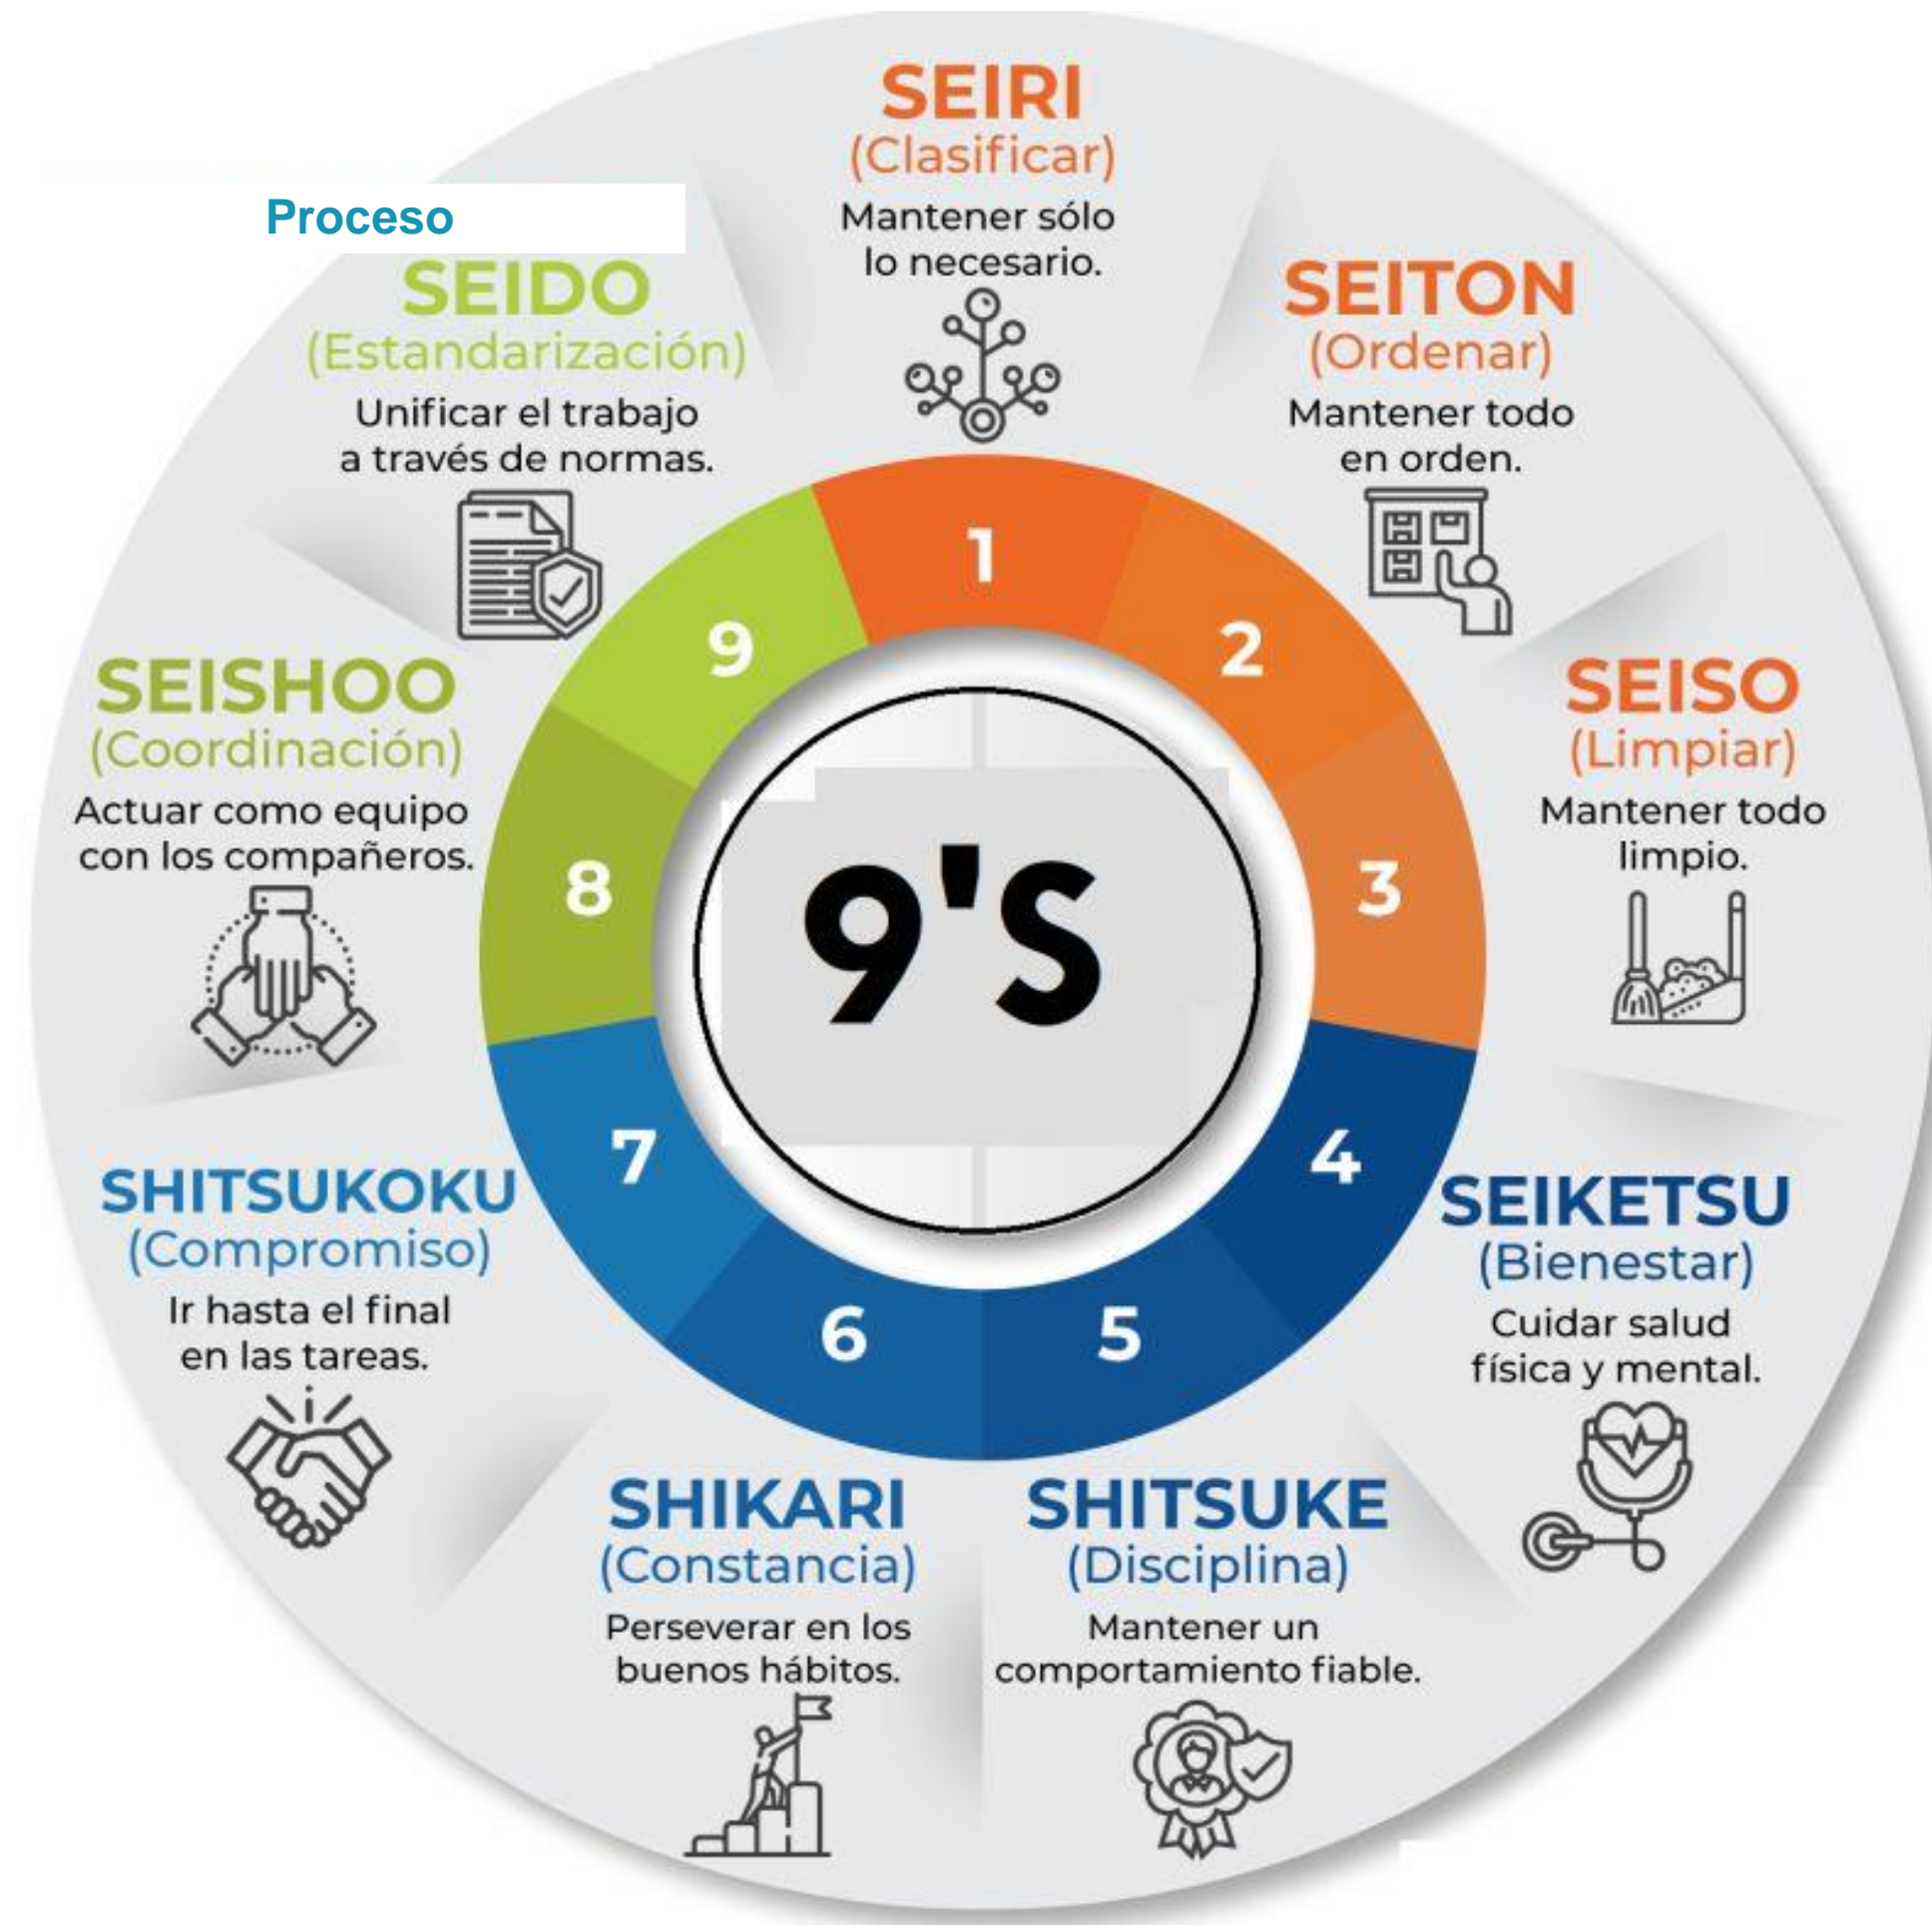 Proceso
SEIRI
(Clasificar)
Mantener sólo
lo necesario.
SEITON
(Ordenar)
Mantener todo
en orden.
SEISO
(Limpiar)
Mantener todo
limpio.
SEIKETSU
(Bienestar)
Cuidar salud
física y mental.
SHITSUKE
(Disciplina)
Mantener un
comportamiento fiable.
SHIKARI
(Constancia)
Perseverar en los
buenos hábitos.
SHITSUKOKU
(Compromiso)
Ir hasta el final
en las tareas.
SEISHOO
(Coordinación)
Actuar como equipo
con los compañeros.
SEIDO
(Estandarización)
Unificar el trabajo
a través de normas.
1
2
3
4
5
6
7
8
9
9'S